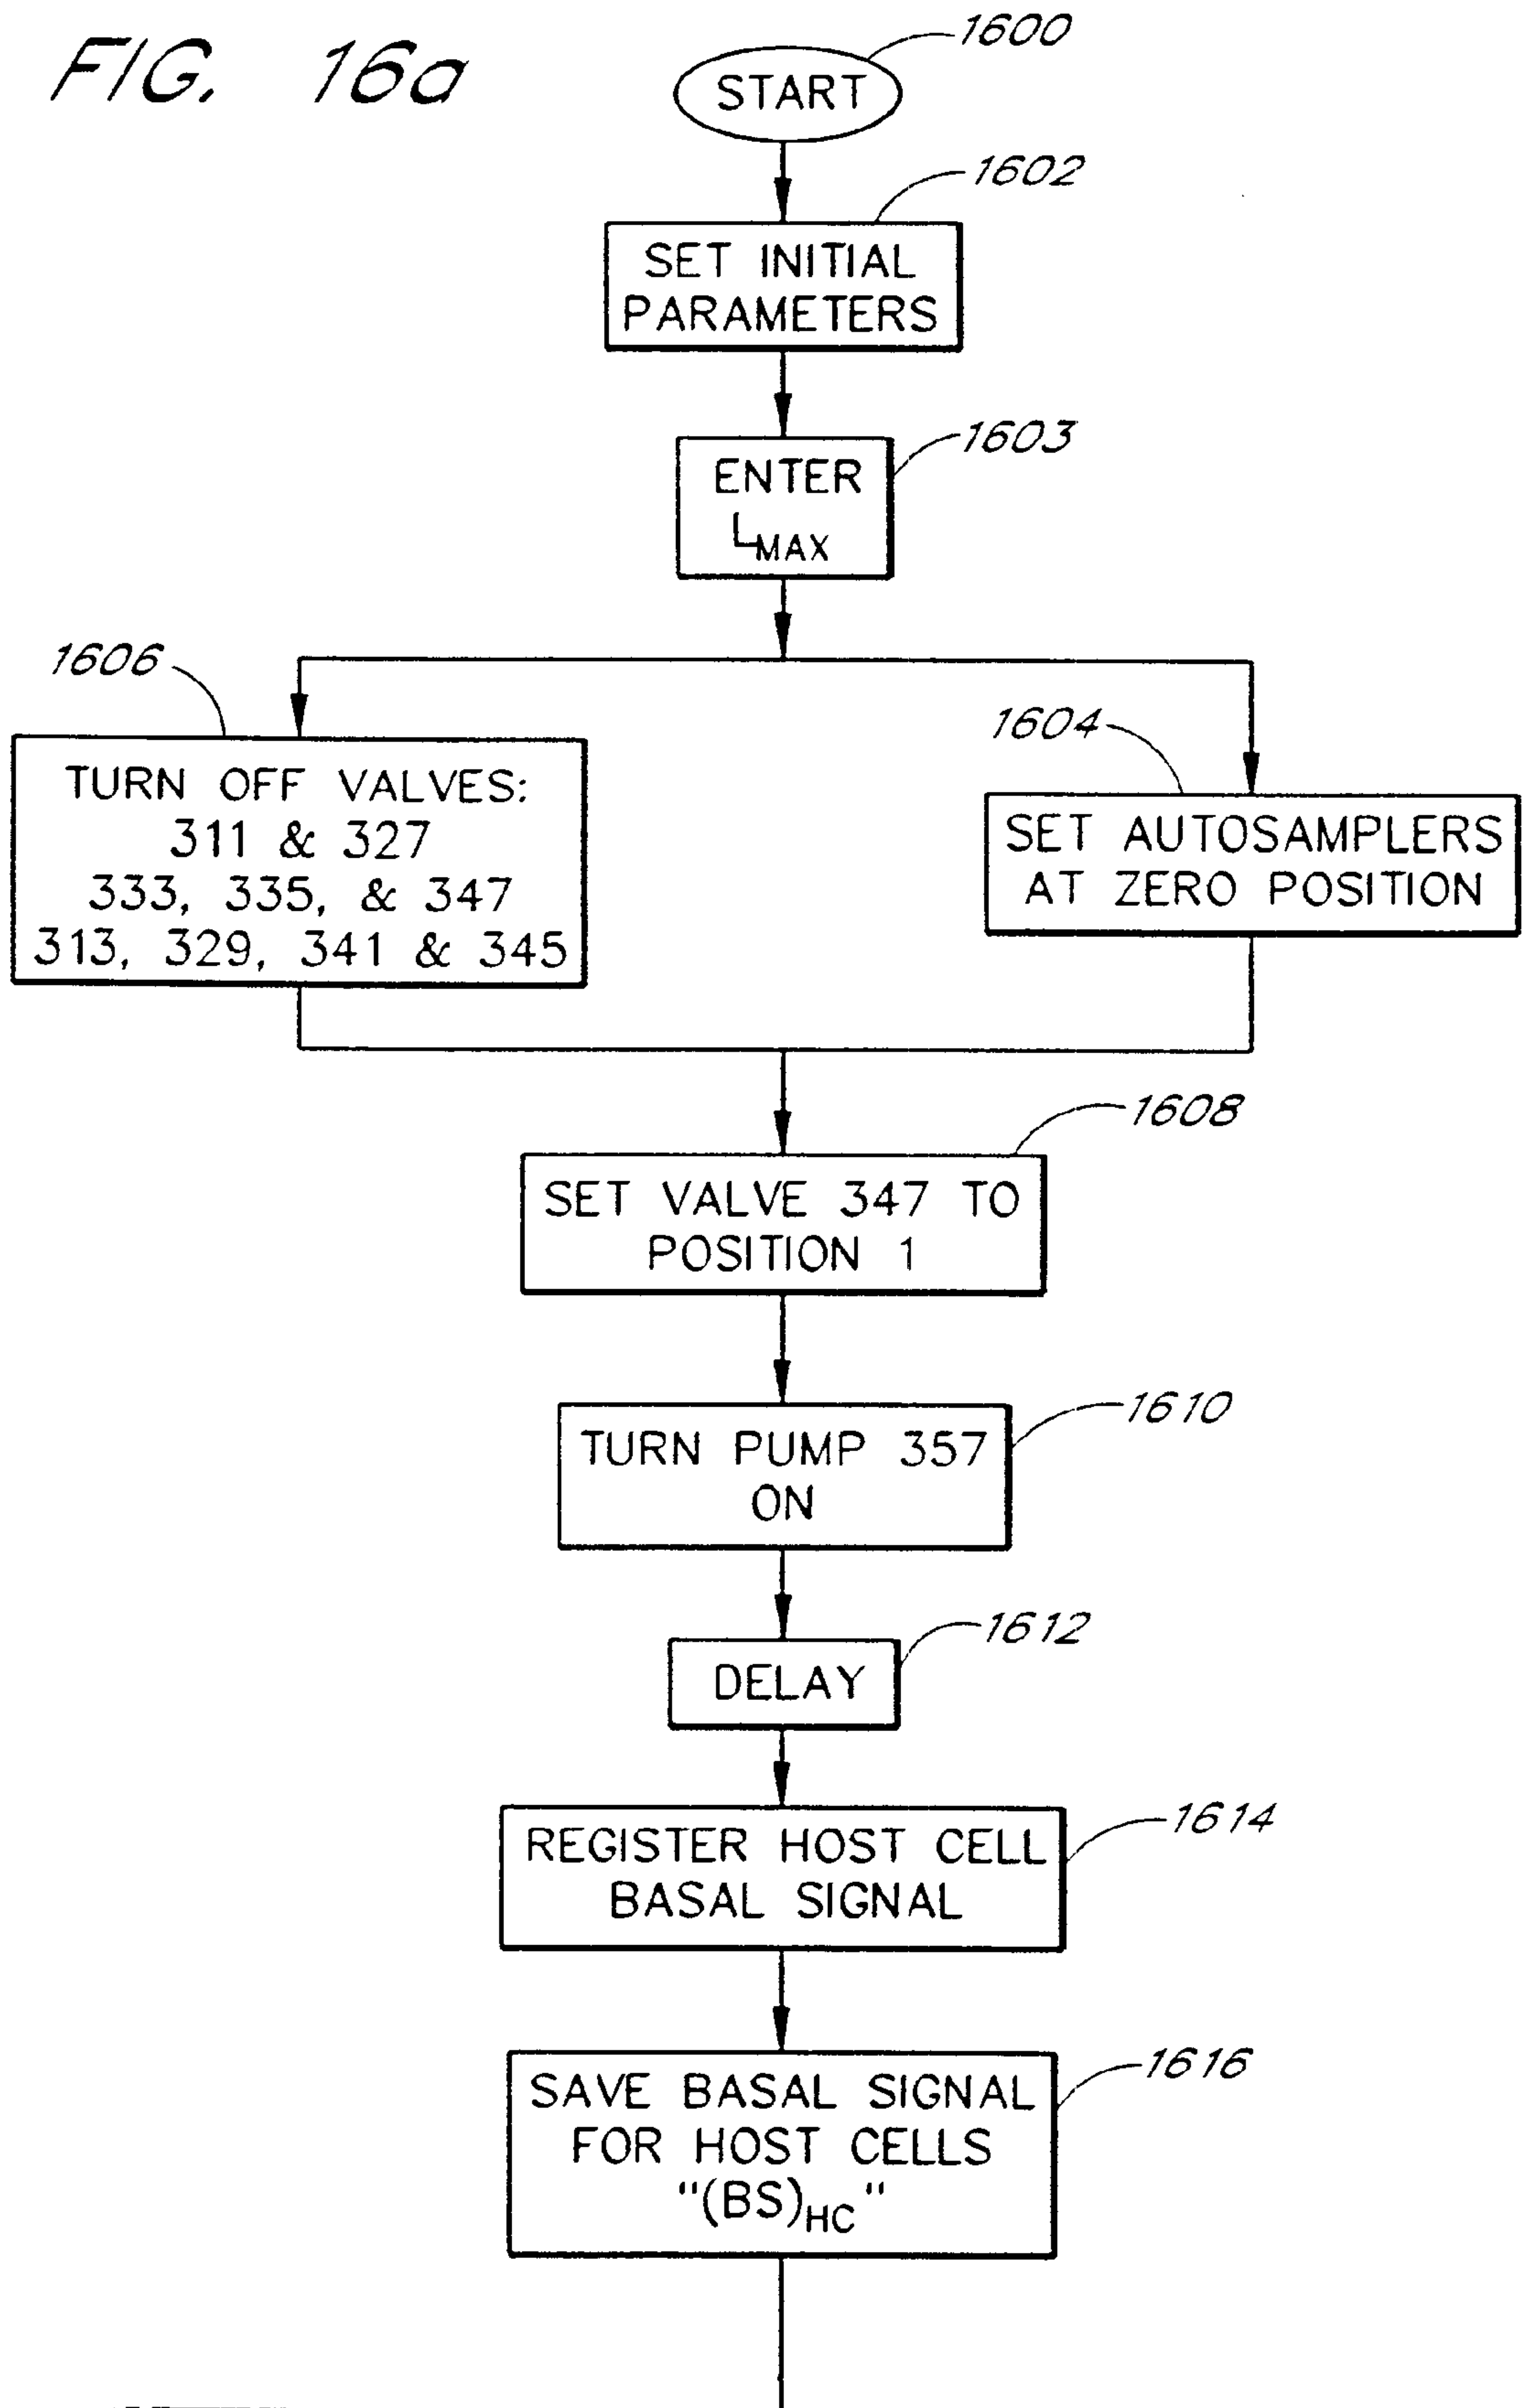 FIG. 16a
1600
START
1602
SET INITIAL
PARAMETERS
1603
ENTER
LMAX
1606
TURN OFF VALVES:
311 & 327
333, 335, & 347
313, 329, 341 & 345
1604
SET AUTOSAMPLERS
AT ZERO POSITION
1608
SET VALVE 347 TO
POSITION 1
1610
TURN PUMP 357
ON
1612
DELAY
1614
REGISTER HOST CELL
BASAL SIGNAL
1616
SAVE BASAL SIGNAL
FOR HOST CELLS
"(BS)HC"